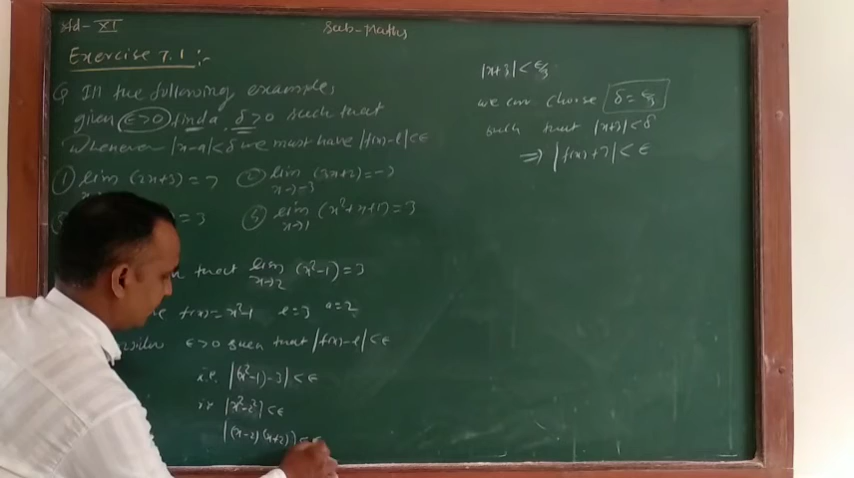 Std- XI
Sub- Maths
Exercise 7.1 :-
Q In the following examples,
given ∈>0 find a δ>0 such that
Whenever |x-a|<δ we must have |f(x)-l|<∈
① lim (2x+3)=7 ② lim (3x+2)=-7
x→-3
=3 ⑤ lim (x²+x+1)=3
x→1
that lim (x²-1)=3
x→2
f(x)=x²-1 l=3 a=2
∈>0 such that |f(x)-l|<∈
i.e. |(x²-1)-3|<∈
ie |x²-2²|<∈
|(x-2)(x+2)|<
|x+3|<∈/3
we can choose δ=∈/3
such that |x+3|<δ
⇒ |f(x)+7|<∈